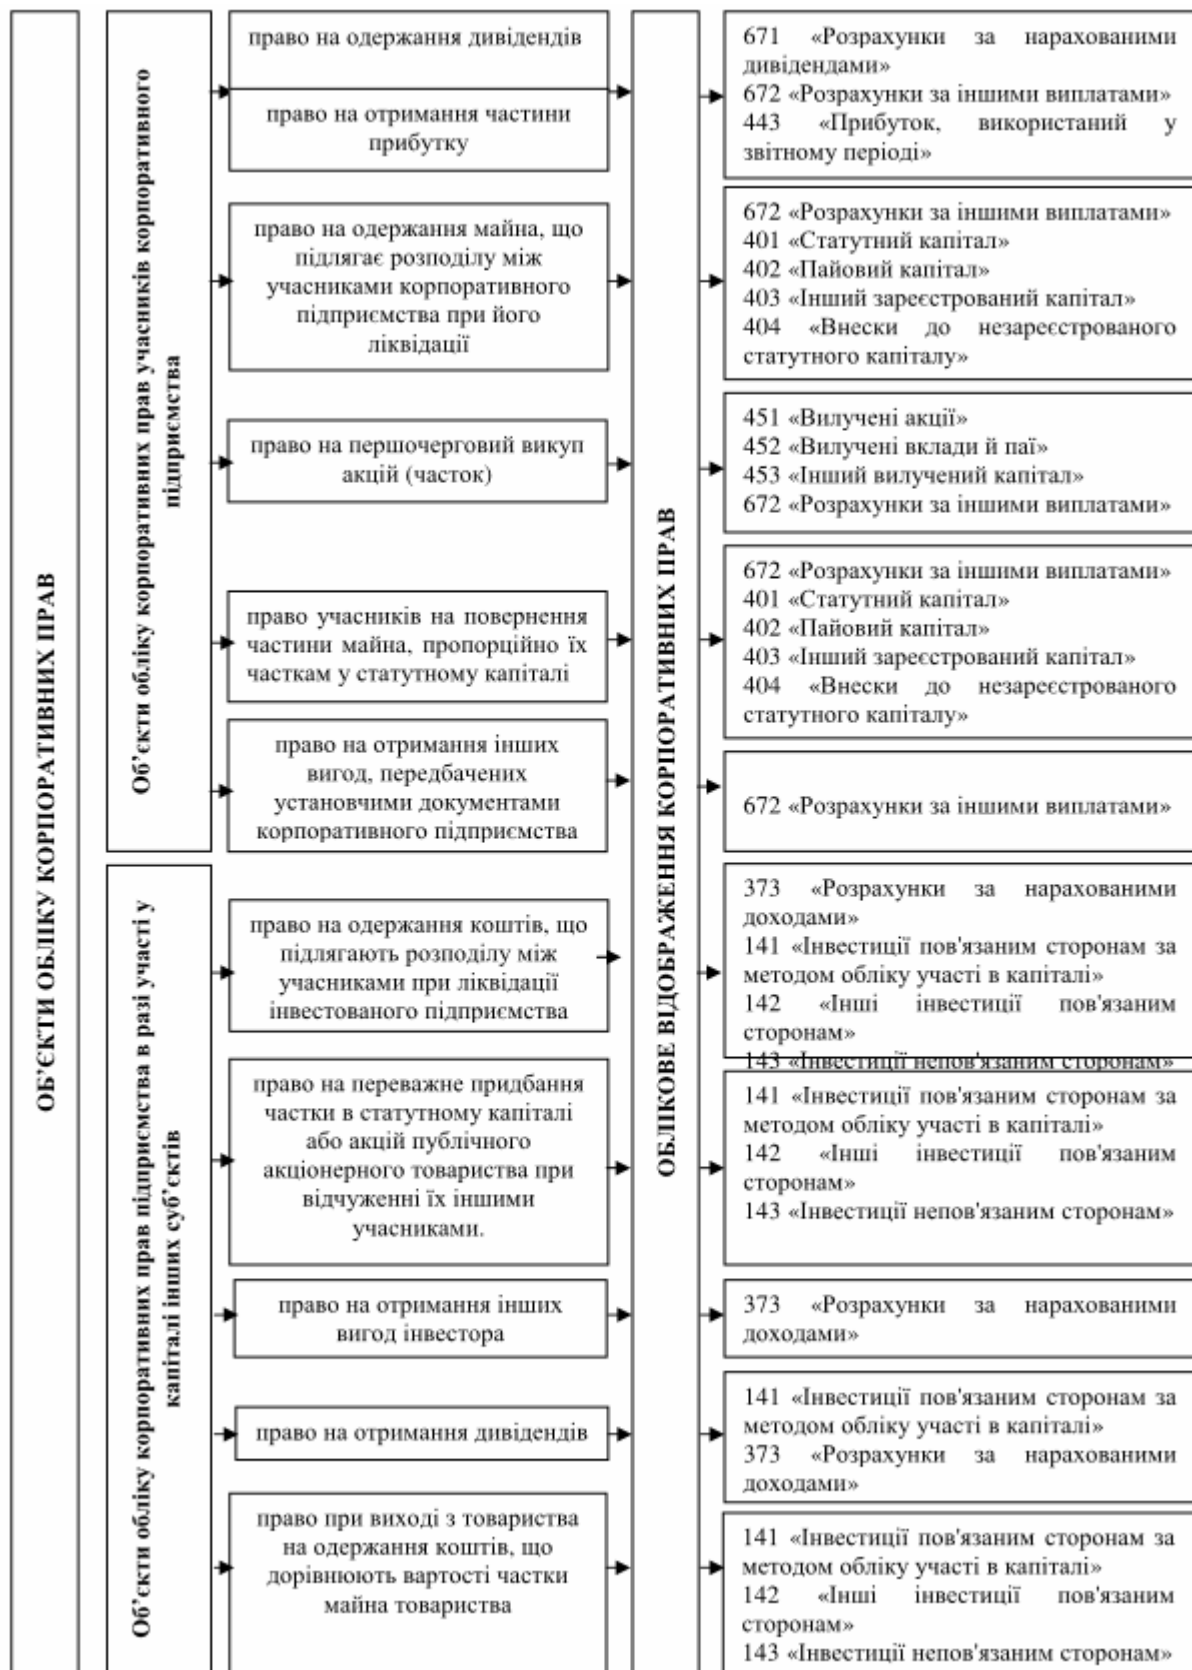 ОБ’ЄКТИ ОБЛІКУ КОРПОРАТИВНИХ ПРАВ
Об’єкти обліку корпоративних прав учасників корпоративного
підприємства
право на одержання дивідендів
право на отримання частини
прибутку
право на одержання майна, що
підлягає розподілу між
учасниками корпоративного
підприємства при його
ліквідації
право на першочерговий викуп
акцій (часток)
право учасників на повернення
частини майна, пропорційно їх
часткам у статутному капіталі
право на отримання інших
вигод, передбачених
установчими документами
корпоративного підприємства
Об’єкти обліку корпоративних прав підприємства в разі участі у
капіталі інших суб’єктів
право на одержання коштів, що
підлягають розподілу між
учасниками при ліквідації
інвестованого підприємства
право на переважне придбання
частки в статутному капіталі
або акцій публічного
акціонерного товариства при
відчуженні їх іншими
учасниками.
право на отримання інших
вигод інвестора
право на отримання дивідендів
право при виході з товариства
на одержання коштів, що
дорівнюють вартості частки
майна товариства
ОБЛІКОВЕ ВІДОБРАЖЕННЯ КОРПОРАТИВНИХ ПРАВ
671 «Розрахунки за нарахованими
дивідендами»
672 «Розрахунки за іншими виплатами»
443 «Прибуток, використаний у
звітному періоді»
672 «Розрахунки за іншими виплатами»
401 «Статутний капітал»
402 «Пайовий капітал»
403 «Інший зареєстрований капітал»
404 «Внески до незареєстрованого
статутного капіталу»
451 «Вилучені акції»
452 «Вилучені вклади й паї»
453 «Інший вилучений капітал»
672 «Розрахунки за іншими виплатами»
672 «Розрахунки за іншими виплатами»
401 «Статутний капітал»
402 «Пайовий капітал»
403 «Інший зареєстрований капітал»
404 «Внески до незареєстрованого
статутного капіталу»
672 «Розрахунки за іншими виплатами»
373 «Розрахунки за нарахованими
доходами»
141 «Інвестиції пов'язаним сторонам за
методом обліку участі в капіталі»
142 «Інші інвестиції пов'язаним
сторонам»
143 «Інвестиції непов'язаним сторонам»
141 «Інвестиції пов'язаним сторонам за
методом обліку участі в капіталі»
142 «Інші інвестиції пов'язаним
сторонам»
143 «Інвестиції непов'язаним сторонам»
373 «Розрахунки за нарахованими
доходами»
141 «Інвестиції пов'язаним сторонам за
методом обліку участі в капіталі»
373 «Розрахунки за нарахованими
доходами»
141 «Інвестиції пов'язаним сторонам за
методом обліку участі в капіталі»
142 «Інші інвестиції пов'язаним
сторонам»
143 «Інвестиції непов'язаним сторонам»